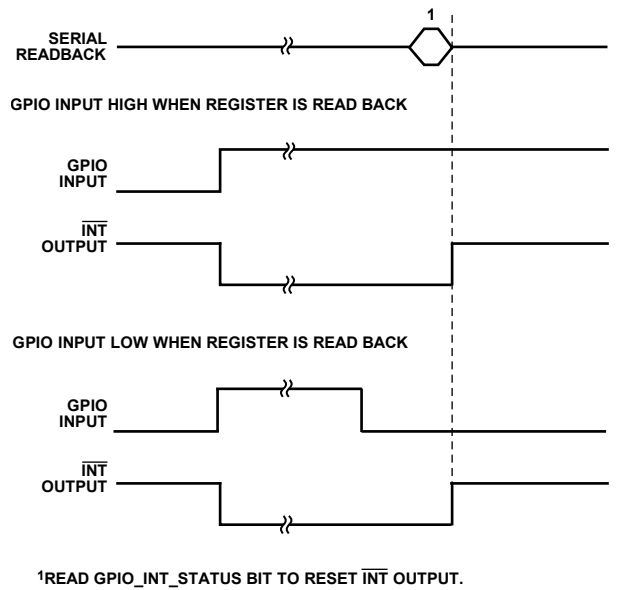 1
SERIAL
READBACK
GPIO INPUT HIGH WHEN REGISTER IS READ BACK
GPIO
INPUT
INT
OUTPUT
GPIO INPUT LOW WHEN REGISTER IS READ BACK
GPIO
INPUT
INT
OUTPUT
1READ GPIO_INT_STATUS BIT TO RESET INT OUTPUT.